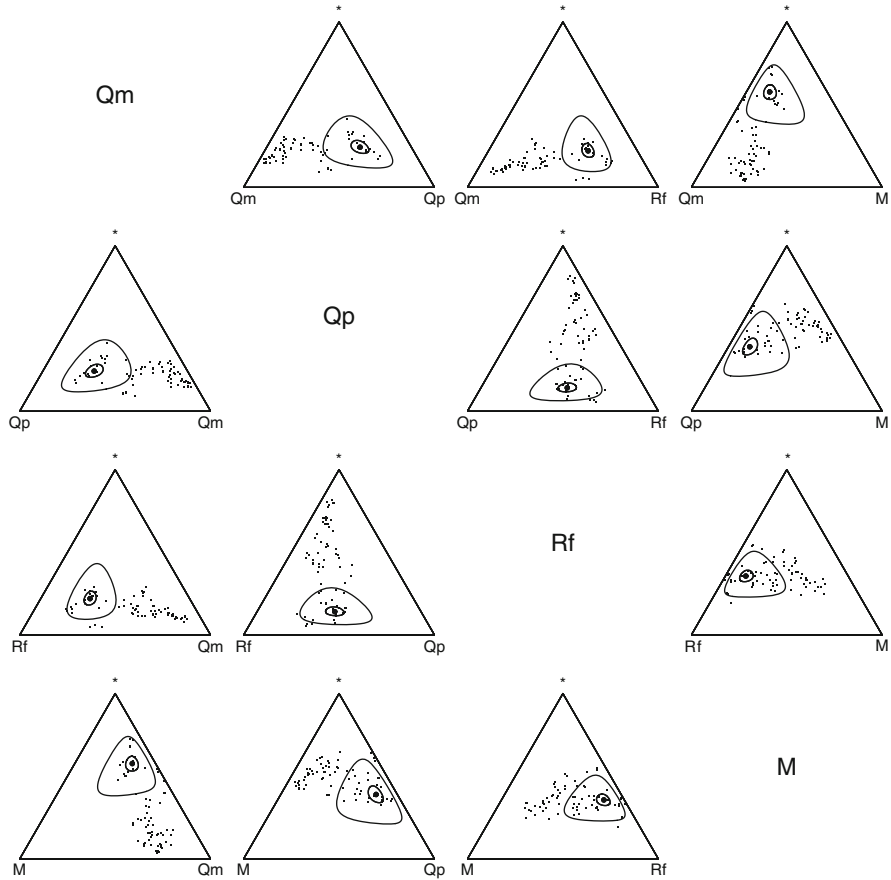 * * *
Qm
Qm Qp Qm Rf Qm M
* * *
Qp
Qp Qm Qp Rf Qp M
* * *
Rf
Rf Qm Rf Qp Rf M
* * *
M
M Qm M Qp M Rf